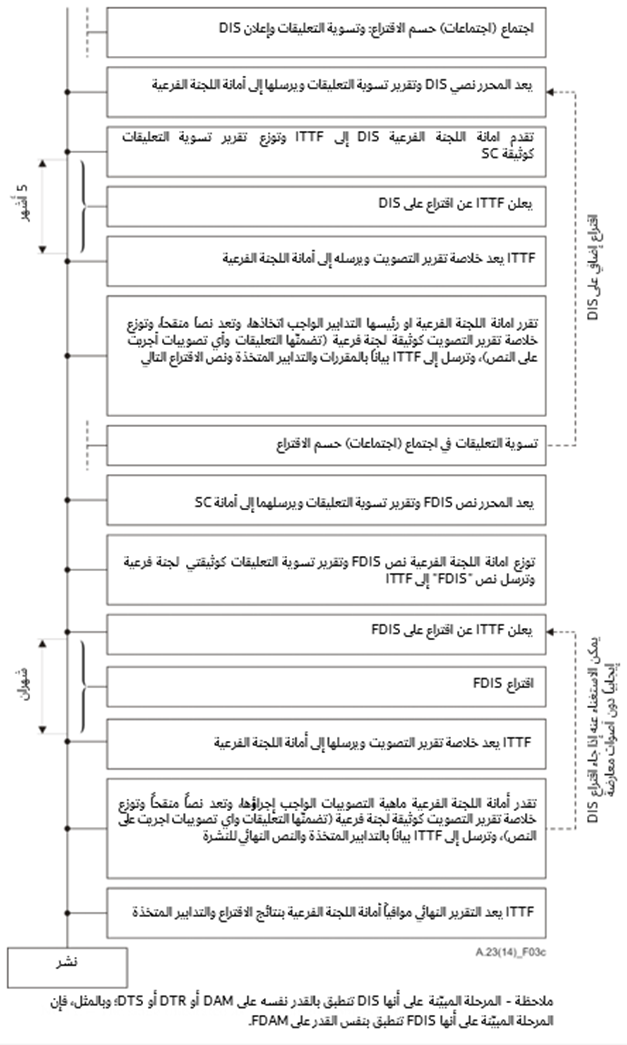 اجتماع (اجتماعات) حسم الاقتراع: وتسوية التعليقات وإعلان DIS
يعد المحرر نصي DIS وتقرير تسوية التعليقات ويرسلها إلى أمانة اللجنة الفرعية
تقدم امانة اللجنة الفرعية DIS إلى ITTF وتوزع تقرير تسوية التعليقات
كوثيقة SC
5 أشهر
يعلن ITTF عن اقتراع على DIS
ITTF يعد خلاصة تقرير التصويت ويرسله إلى أمانة اللجنة الفرعية
اقتراع إضافي على DIS
تقرر امانة اللجنة الفرعية او رئيسها التدابير الواجب اتخاذها، وتعد نصاً منقحاً، وتوزع
خلاصة تقرير التصويت كوثيقة لجنة فرعية (تضمنّها التعليقات وأي تصويبات أجريت
على النص)، وترسل إلى ITTF بياناً بالمقررات والتدابير المتخذة ونص الاقتراع التالي
تسوية التعليقات في اجتماع (اجتماعات) حسم الاقتراع
يعد المحرر نص FDIS وتقرير تسوية التعليقات ويرسلهما إلى أمانة SC
توزع امانة اللجنة الفرعية نص FDIS وتقرير تسوية التعليقات كوثيقتي لجنة فرعية
وترسل نص "FDIS" إلى ITTF
يعلن ITTF عن اقتراع على FDIS
شهران
اقتراع FDIS
ITTF يعد خلاصة تقرير التصويت ويرسلها إلى أمانة اللجنة الفرعية
يمكن الاستغناء عنه إذا جاء اقتراع DIS
إيجابياً دون أصوات معارضة
تقدر أمانة اللجنة الفرعية ماهية التصويبات الواجب إجراؤها، وتعد نصاً منقحاً وتوزع
خلاصة تقرير التصويت كوثيقة لجنة فرعية (تضمنّها التعليقات واي تصويبات اجريت على
النص)، وترسل إلى ITTF بياناً بالتدابير المتخذة والنص النهائي للنشرة
ITTF يعد التقرير النهائي موافياً أمانة اللجنة الفرعية بنتائج الاقتراع والتدابير المتخذة
نشر
A.23(14)_F03c
ملاحظة - المرحلة المبيّنة على أنها DIS تنطبق بالقدر نفسه على DAM أو DTR أو DTS؛ وبالمثل، فإن
المرحلة المبيّنة على أنها FDIS تنطبق بنفس القدر على FDAM.